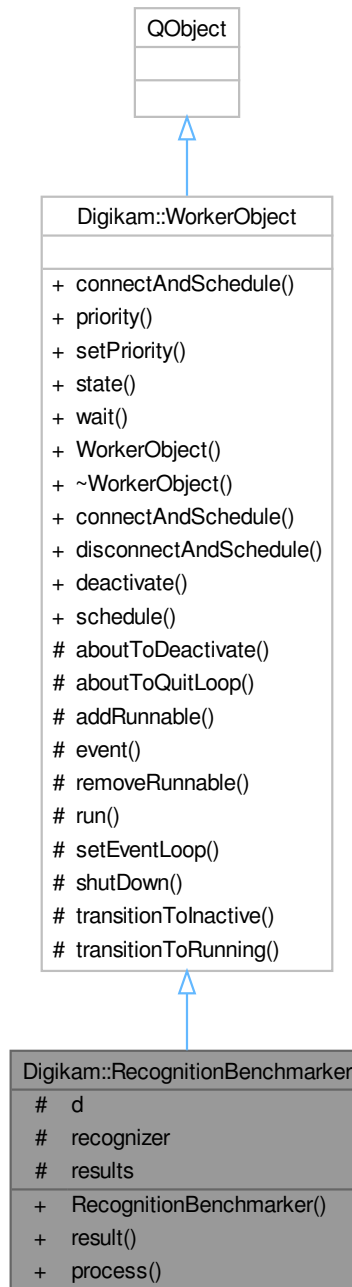 QObject
Digikam::WorkerObject
+ connectAndSchedule()
+ priority()
+ setPriority()
+ state()
+ wait()
+ WorkerObject()
+ ~WorkerObject()
+ connectAndSchedule()
+ disconnectAndSchedule()
+ deactivate()
+ schedule()
# aboutToDeactivate()
# aboutToQuitLoop()
# addRunnable()
# event()
# removeRunnable()
# run()
# setEventLoop()
# shutDown()
# transitionToInactive()
# transitionToRunning()
Digikam::RecognitionBenchmarker
# d
# recognizer
# results
+ RecognitionBenchmarker()
+ result()
+ process()